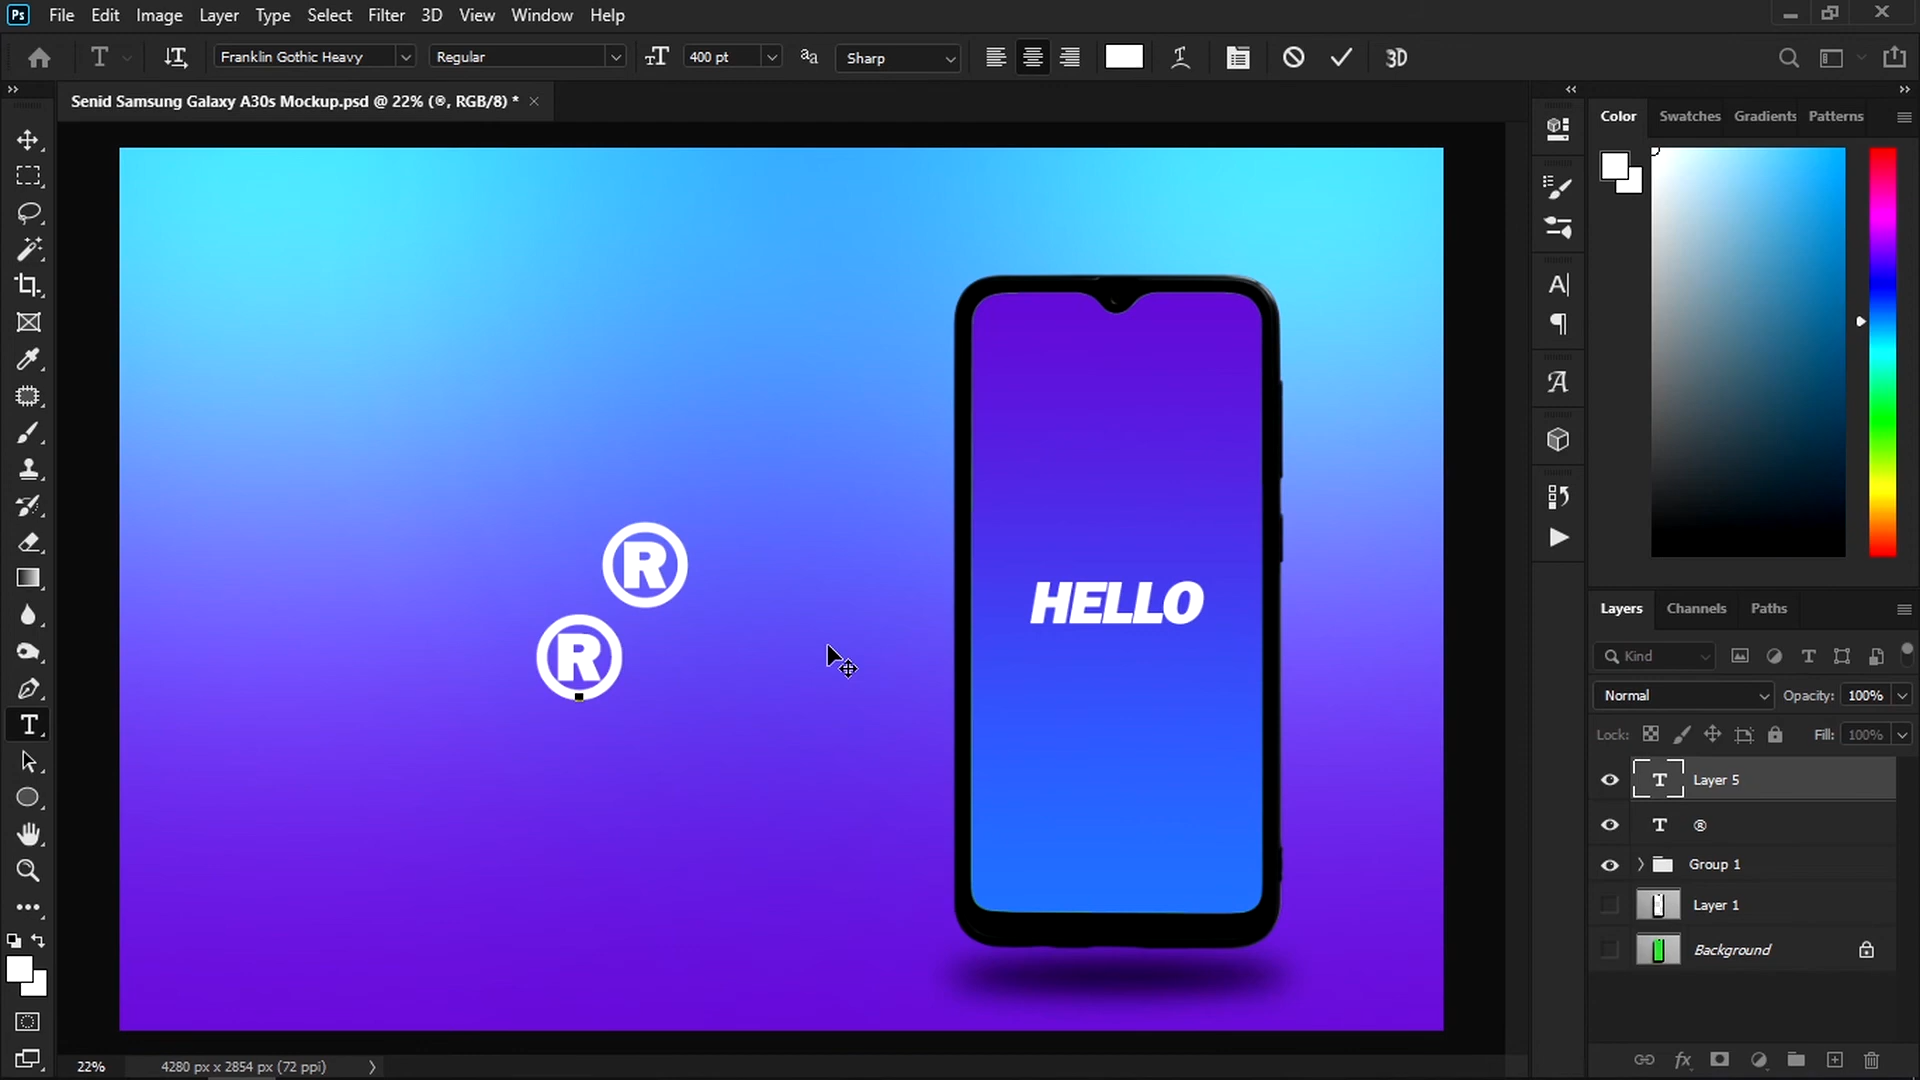 Ps File Edit Image Layer Type Select Filter 3D View Window Help
T Franklin Gothic Heavy Regular 400 pt aa Sharp 3D
Senid Samsung Galaxy A30s Mockup.psd @ 22% (®, RGB/8) *
Color Swatches Gradients Patterns
®
®
HELLO
Layers Channels Paths
Kind
Normal Opacity: 100%
Lock: Fill: 100%
T Layer 5
T ®
Group 1
Layer 1
Background
22% 4280 px x 2854 px (72 ppi)